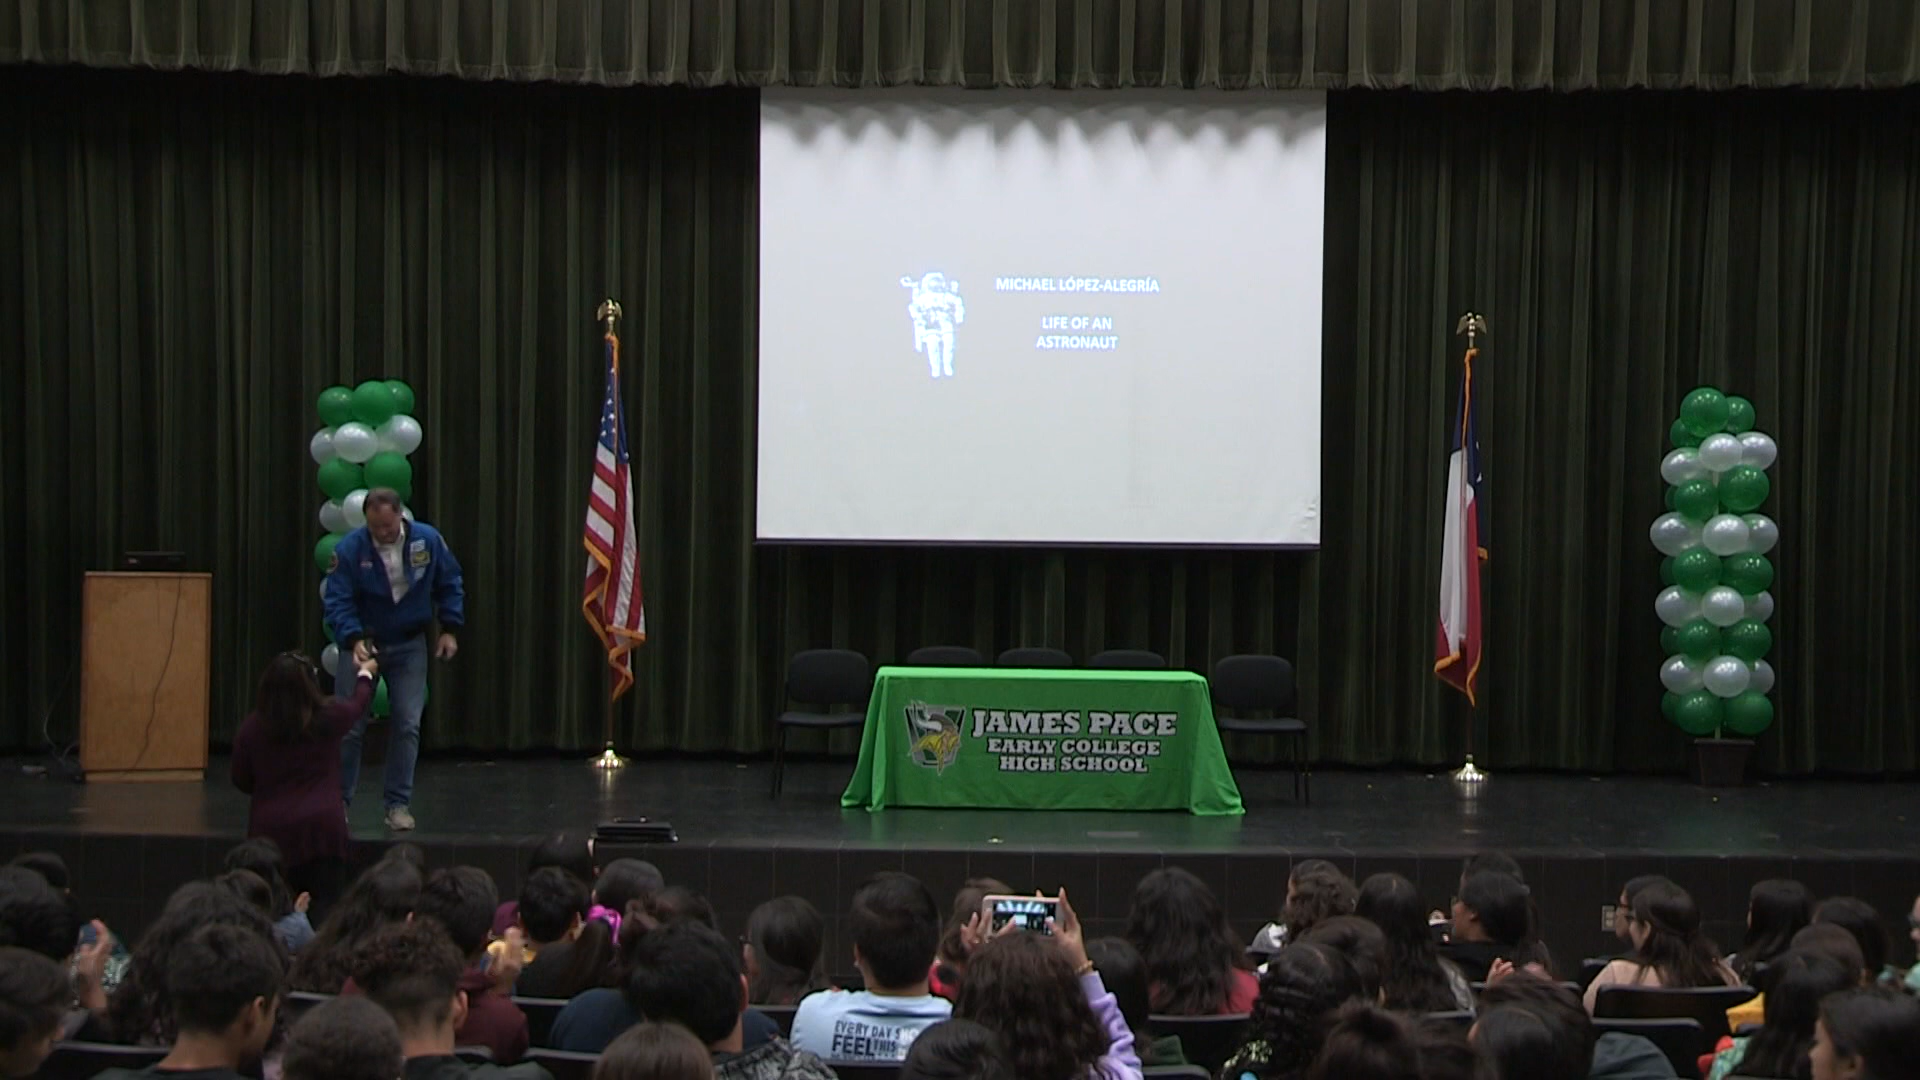 MICHAEL LÓPEZ-ALEGRÍA
LIFE OF AN
ASTRONAUT
JAMES PACE
EARLY COLLEGE
HIGH SCHOOL
EVERY DAY
FEEL THIS